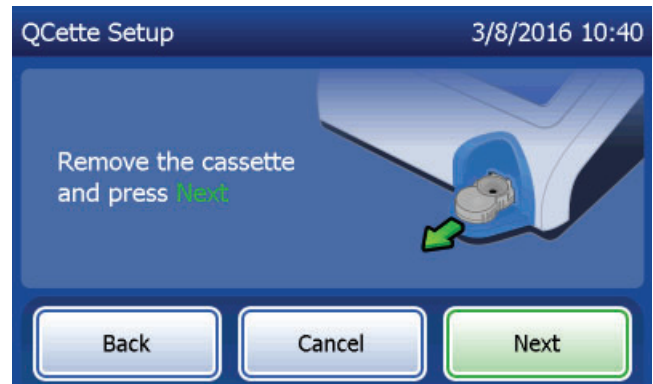 QCette Setup 3/8/2016 10:40
Remove the cassette
and press Next
Back Cancel Next